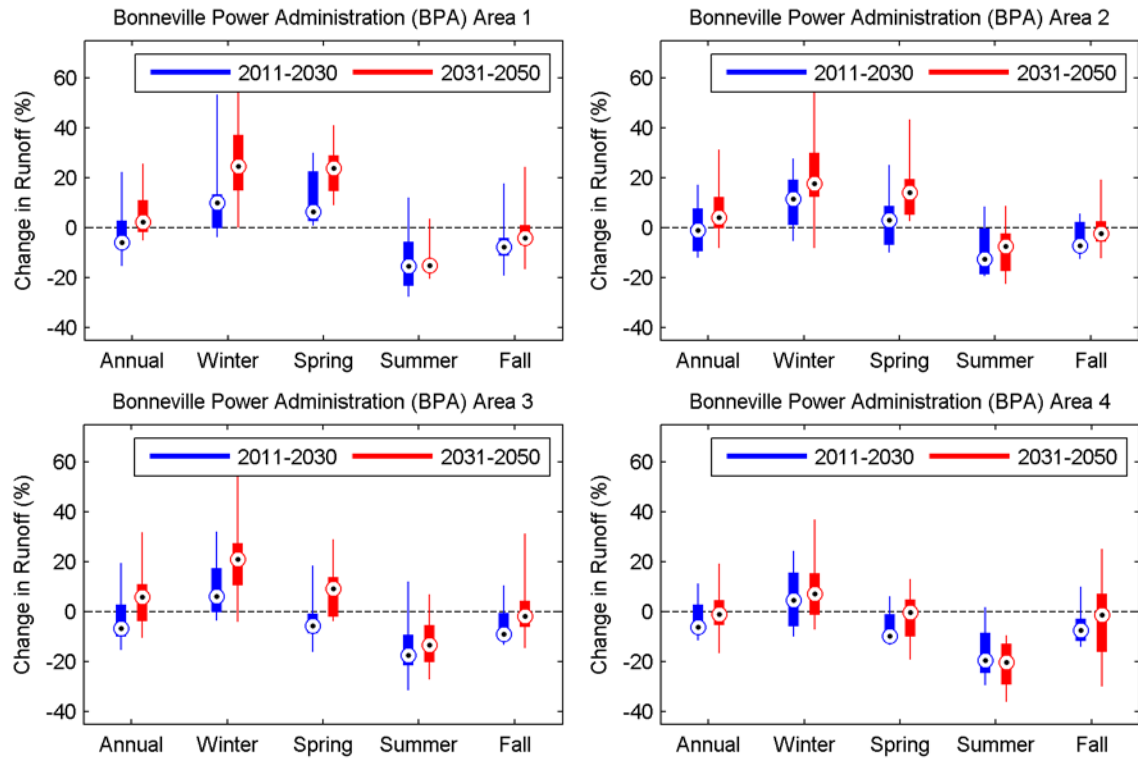 Bonneville Power Administration (BPA) Area 1
Change in Runoff (%)
60
40
20
0
-20
-40
2011-2030 2031-2050
Annual Winter Spring Summer Fall
Bonneville Power Administration (BPA) Area 2
Change in Runoff (%)
60
40
20
0
-20
-40
2011-2030 2031-2050
Annual Winter Spring Summer Fall
Bonneville Power Administration (BPA) Area 3
Change in Runoff (%)
60
40
20
0
-20
-40
2011-2030 2031-2050
Annual Winter Spring Summer Fall
Bonneville Power Administration (BPA) Area 4
Change in Runoff (%)
60
40
20
0
-20
-40
2011-2030 2031-2050
Annual Winter Spring Summer Fall